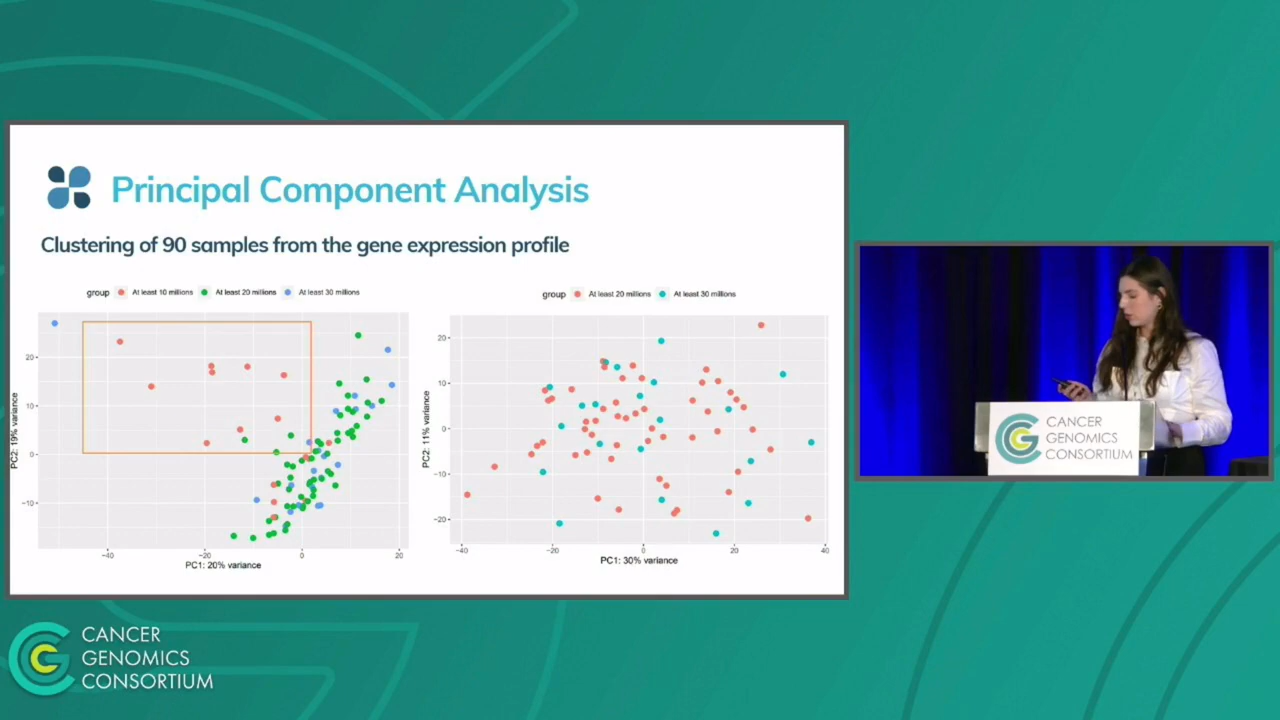 Principal Component Analysis
Clustering of 90 samples from the gene expression profile
group At least 10 millions At least 20 millions At least 30 millions
20
10
0
−10
PC2: 19% variance
−40 −20 0 20
PC1: 20% variance
group At least 20 millions At least 30 millions
20
10
0
−10
−20
PC2: 11% variance
−40 −20 0 20 40
PC1: 30% variance
CANCER
GENOMICS
CONSORTIUM
CANCER
GENOMICS
CONSORTIUM